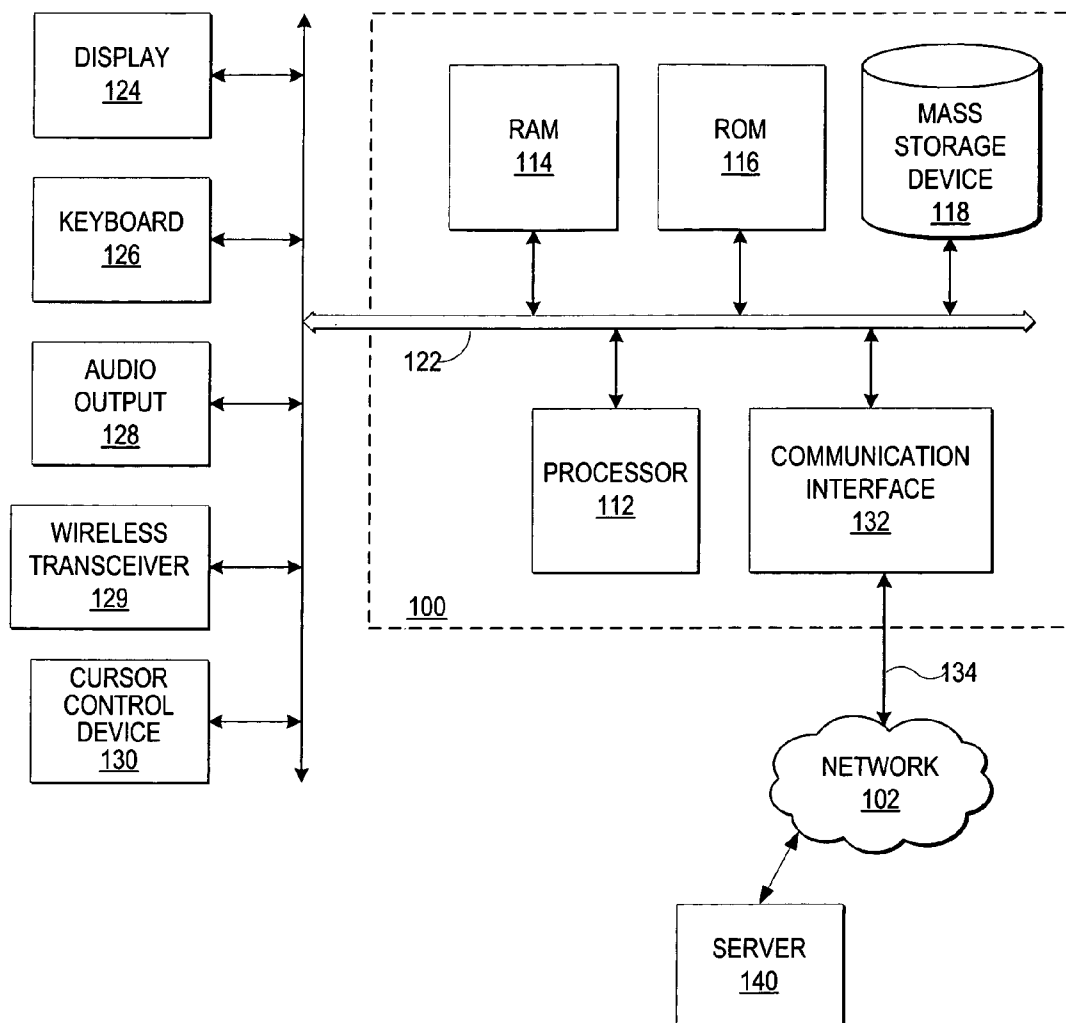 DISPLAY
124
KEYBOARD
126
AUDIO
OUTPUT
128
WIRELESS
TRANSCEIVER
129
CURSOR
CONTROL
DEVICE
130
RAM
114
ROM
116
MASS
STORAGE
DEVICE
118
122
PROCESSOR
112
COMMUNICATION
INTERFACE
132
100
134
NETWORK
102
SERVER
140